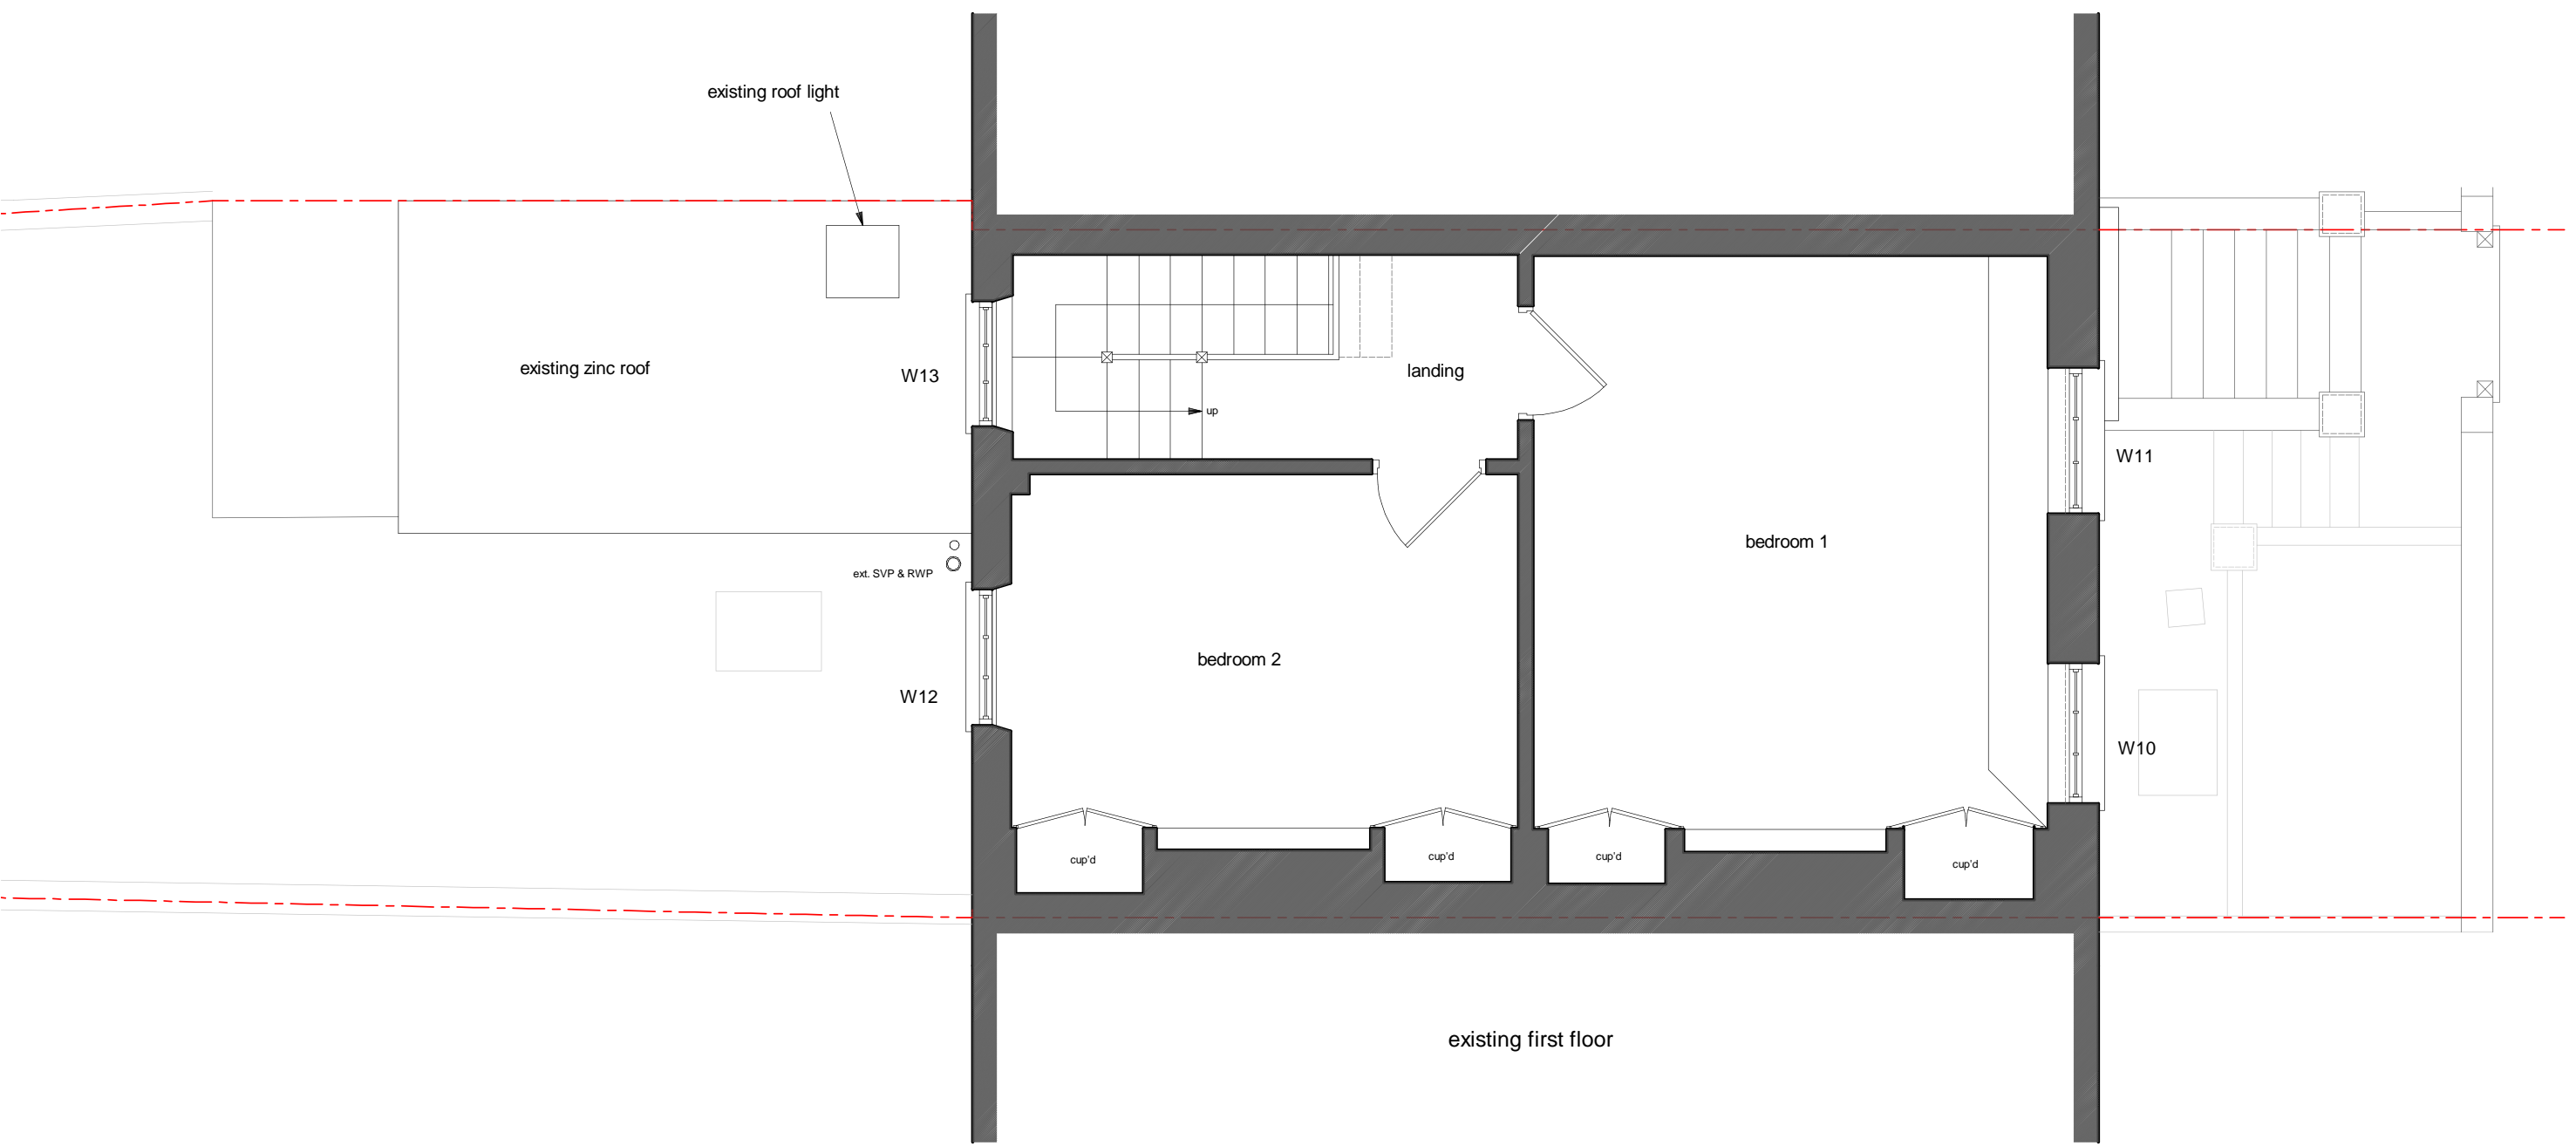 existing roof light
existing zinc roof
W13
landing
up
W11
bedroom 1
ext. SVP & RWP
bedroom 2
W12
W10
cup'd
cup'd
cup'd
cup'd
existing first floor